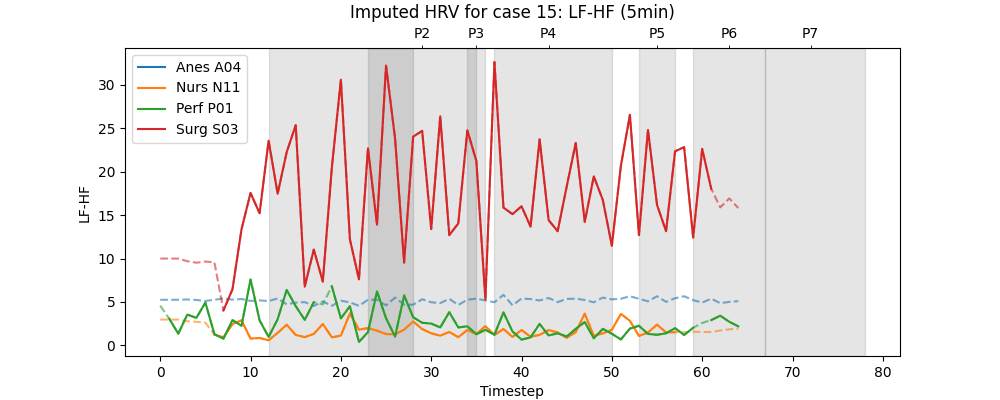 Imputed HRV for case 15: LF-HF (5min)
P2 P3 P4 P5 P6 P7
Anes A04
Nurs N11
Perf P01
Surg S03
30
25
20
15
10
5
0
LF-HF
0 10 20 30 40 50 60 70 80
Timestep